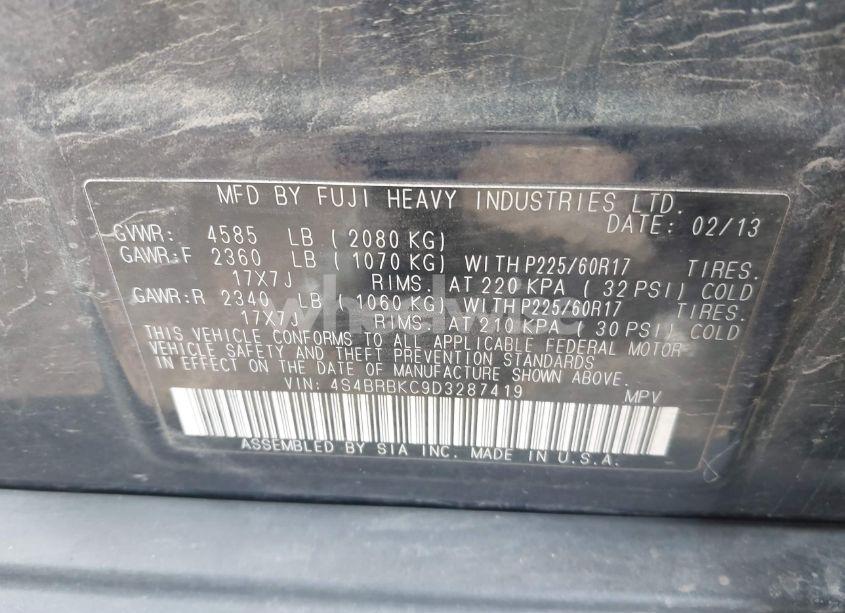 MFD BY FUJI HEAVY INDUSTRIES LTD.
DATE: 02/13
GVWR: 4585 LB ( 2080 KG)
GAWR:F 2360 LB ( 1070 KG) WITH P225/60R17 TIRES.
17X7J RIMS. AT 220 KPA ( 32 PSI) COLD
GAWR:R 2340 LB ( 1060 KG) WITH P225/60R17 TIRES.
17X7J RIMS. AT 210 KPA ( 30 PSI) COLD
THIS VEHICLE CONFORMS TO ALL APPLICABLE FEDERAL MOTOR
VEHICLE SAFETY AND THEFT PREVENTION STANDARDS
IN EFFECT ON THE DATE OF MANUFACTURE SHOWN ABOVE.
VIN: 4S4BRBKC9D3287419 MPV
ASSEMBLED BY SIA INC. MADE IN U.S.A.